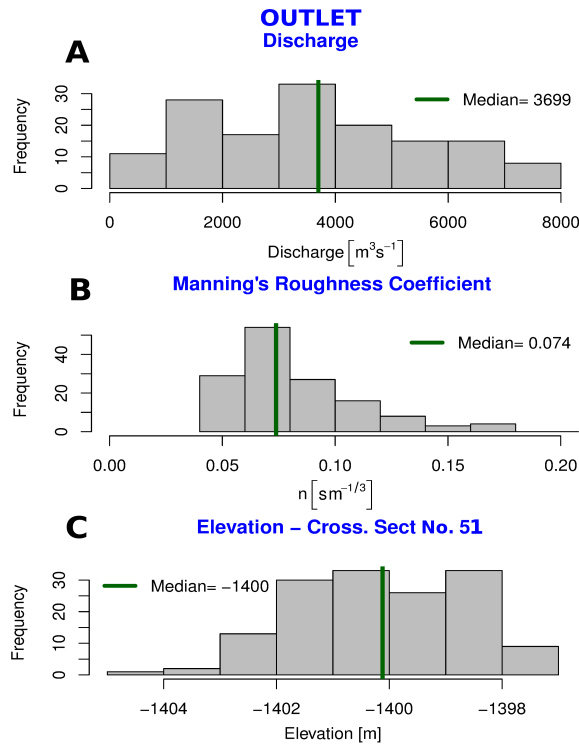 OUTLET
A
Discharge
Frequency
0 10 20 30
Median= 3699
0 2000 4000 6000 8000
Discharge [m³s⁻¹]
B
Manning's Roughness Coefficient
Frequency
0 20 40
Median= 0.074
0.00 0.05 0.10 0.15 0.20
n [sm⁻¹/³]
C
Elevation − Cross. Sect No. 51
Frequency
0 10 20 30
Median= −1400
−1404 −1402 −1400 −1398
Elevation [m]